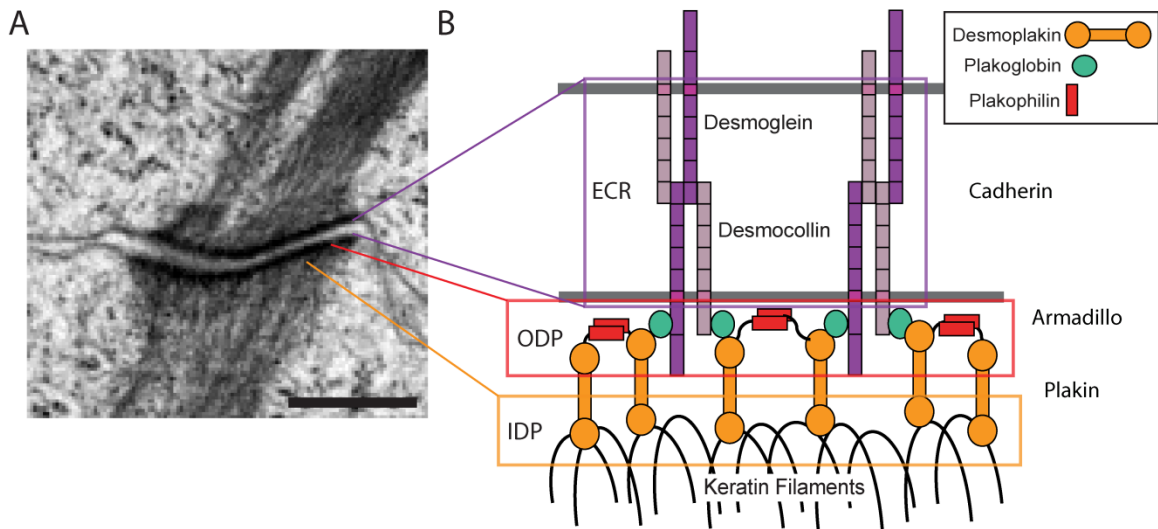 A
B
Desmoplakin
Plakoglobin
Plakophilin
Desmoglein
ECR
Cadherin
Desmocollin
Armadillo
ODP
Plakin
IDP
Keratin Filaments